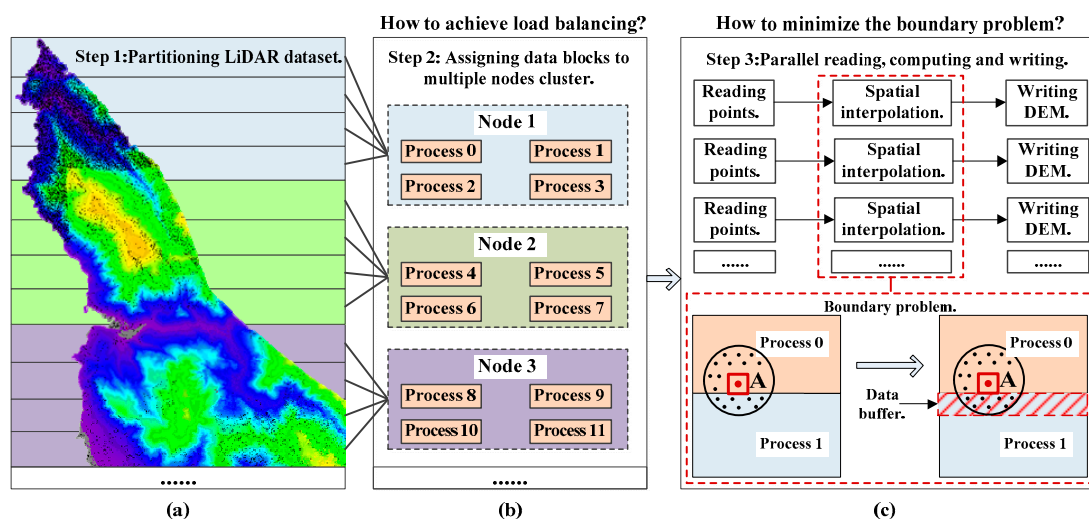 How to achieve load balancing?
How to minimize the boundary problem?
Step 1:Partitioning LiDAR dataset.
......
(a)
Step 2: Assigning data blocks to
multiple nodes cluster.
Node 1
Process 0
Process 1
Process 2
Process 3
Node 2
Process 4
Process 5
Process 6
Process 7
Node 3
Process 8
Process 9
Process 10
Process 11
......
(b)
Step 3:Parallel reading, computing and writing.
Reading
points.
Spatial
interpolation.
Writing
DEM.
Reading
points.
Spatial
interpolation.
Writing
DEM.
Reading
points.
Spatial
interpolation.
Writing
DEM.
......
......
......
Boundary problem.
Process 0
A
Process 1
Data
buffer.
Process 0
A
Process 1
(c)